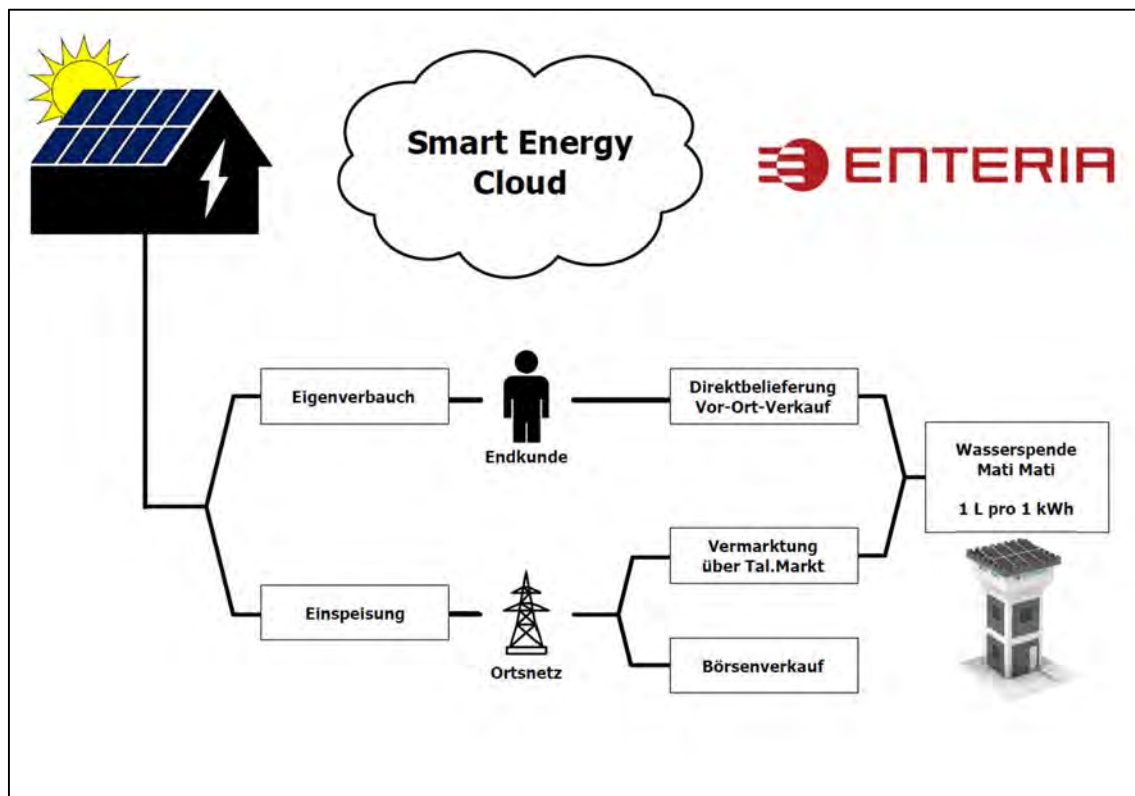 Smart Energy
Cloud
ENTERIA
Eigenverbauch
Endkunde
Direktbelieferung
Vor-Ort-Verkauf
Wasserspende
Mati Mati
1 L pro 1 kWh
Einspeisung
Ortsnetz
Vermarktung
über Tal.Markt
Börsenverkauf